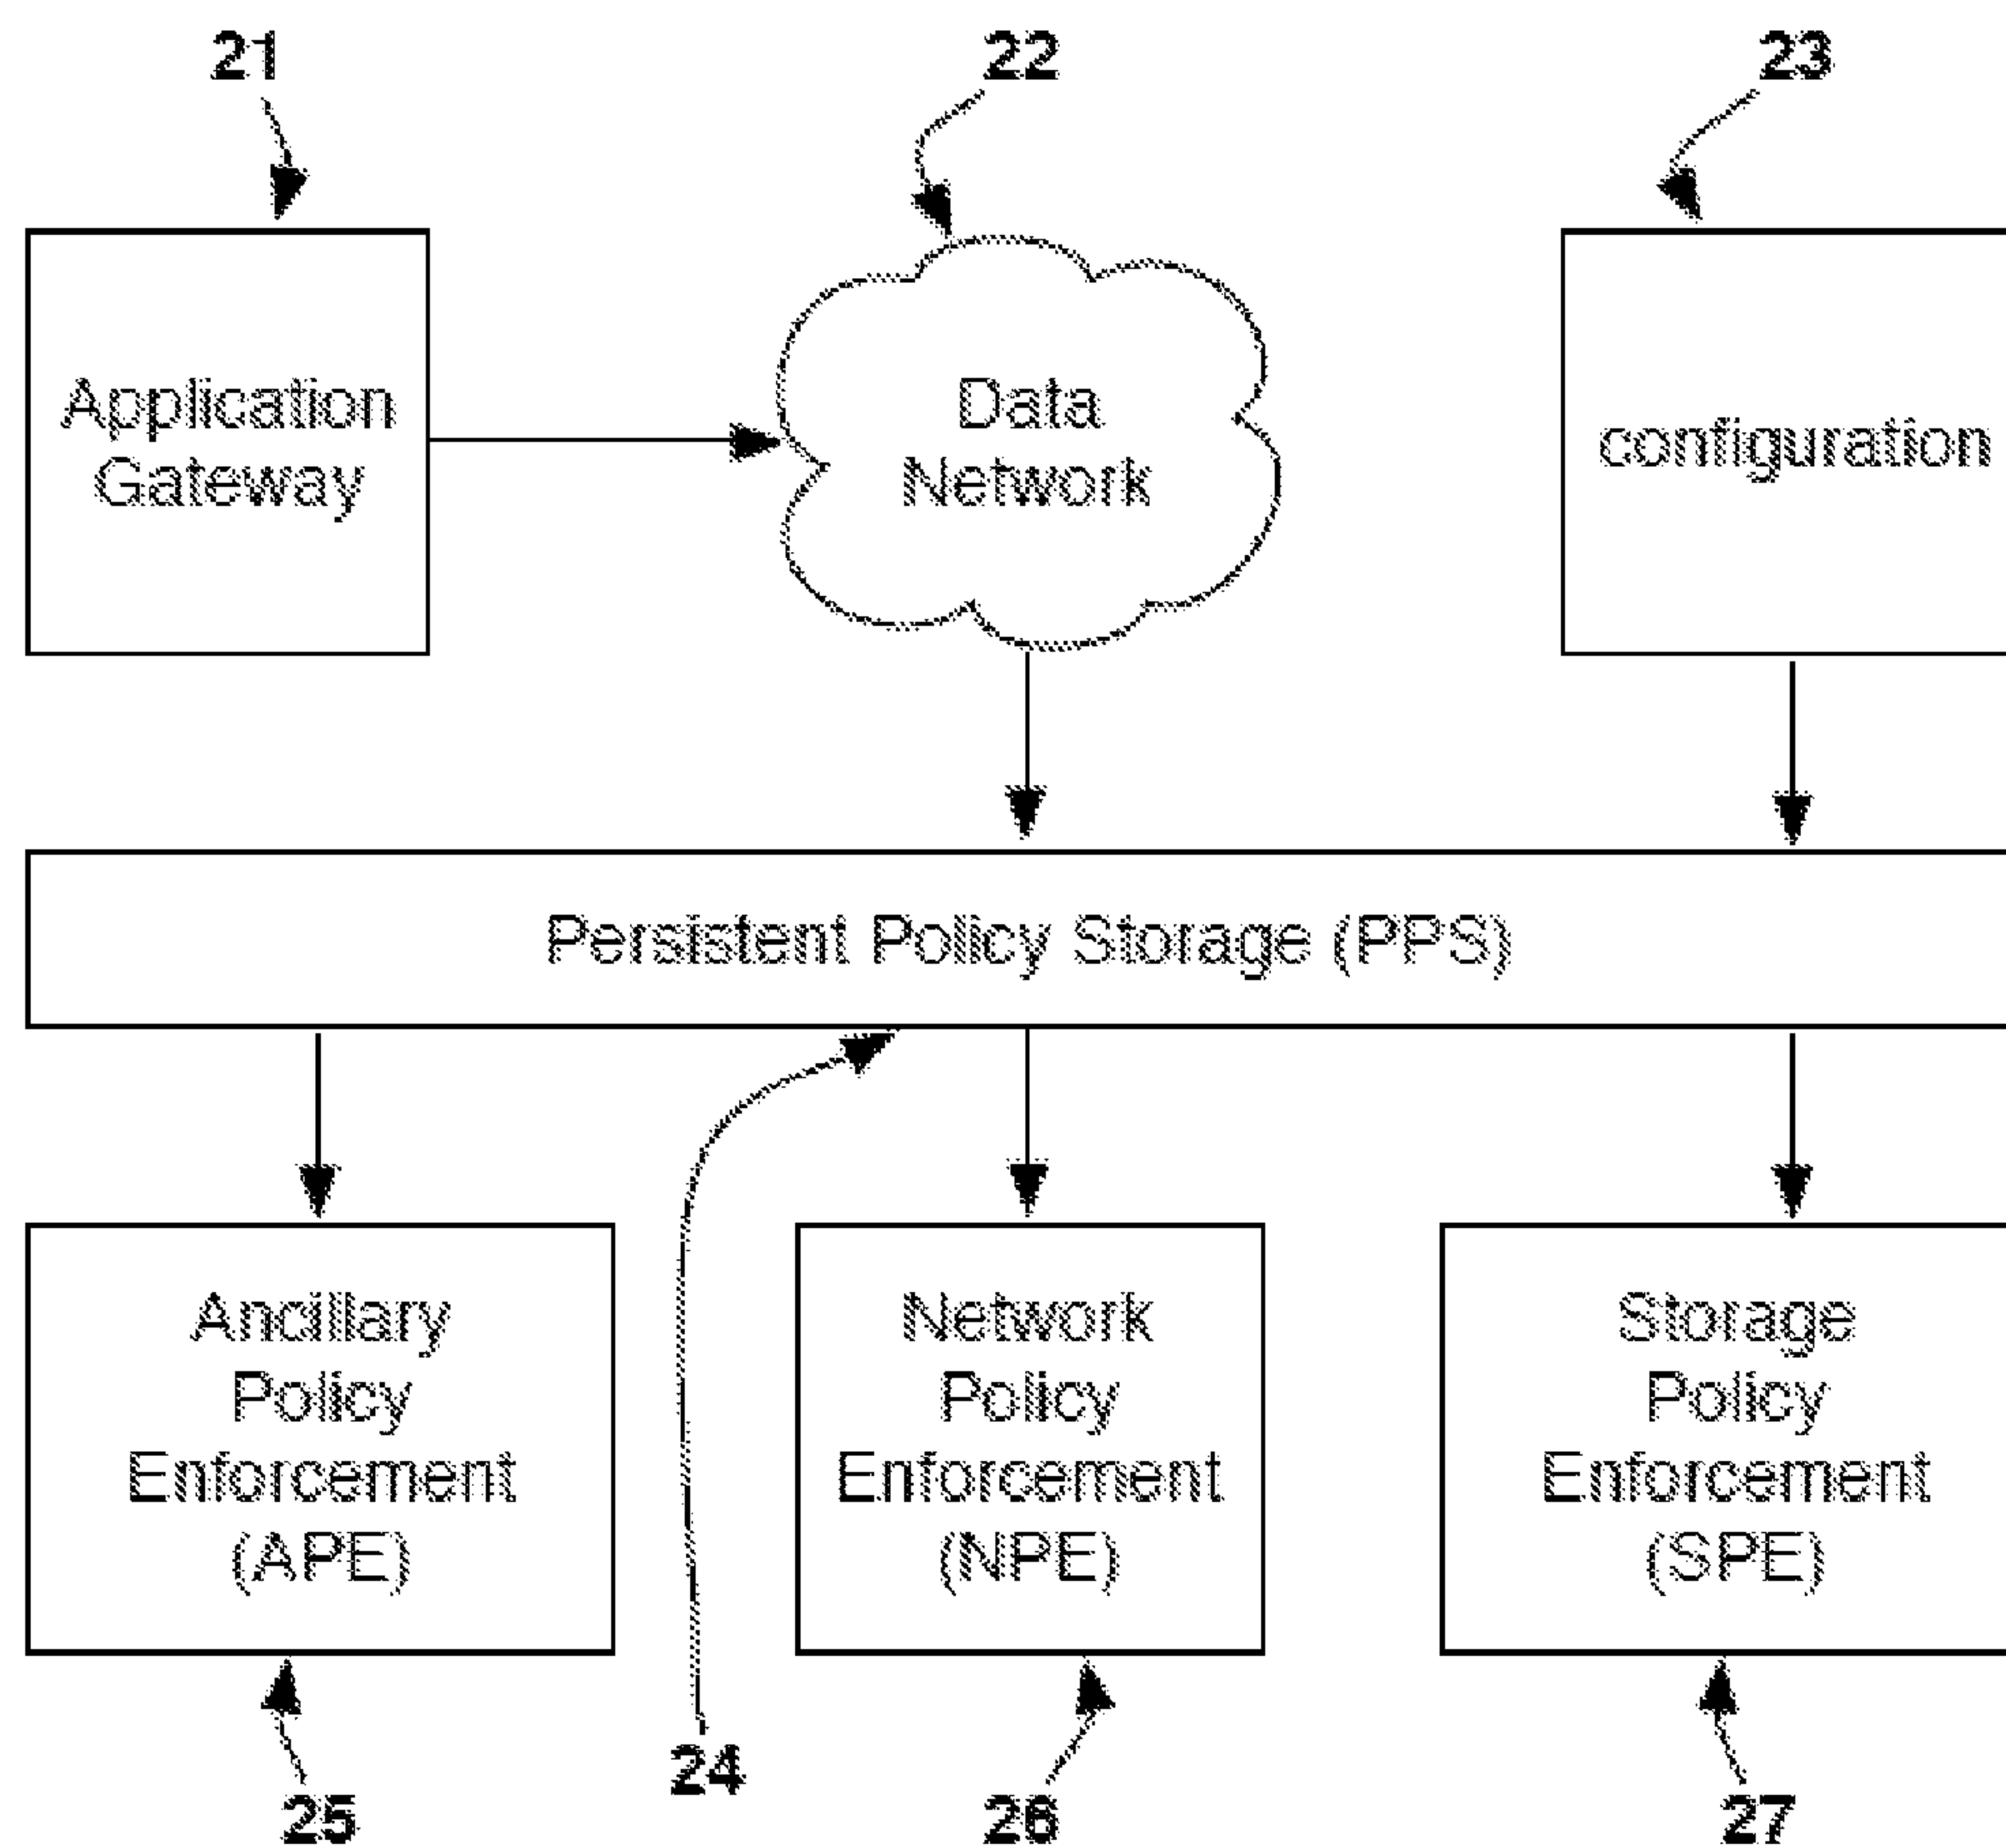 21
22
23
Application
Gateway
Data
Network
configuration
Persistent Policy Storage (PPS)
Ancillary
Policy
Enforcement
(APE)
Network
Policy
Enforcement
(NPE)
Storage
Policy
Enforcement
(SPE)
24
25
26
27